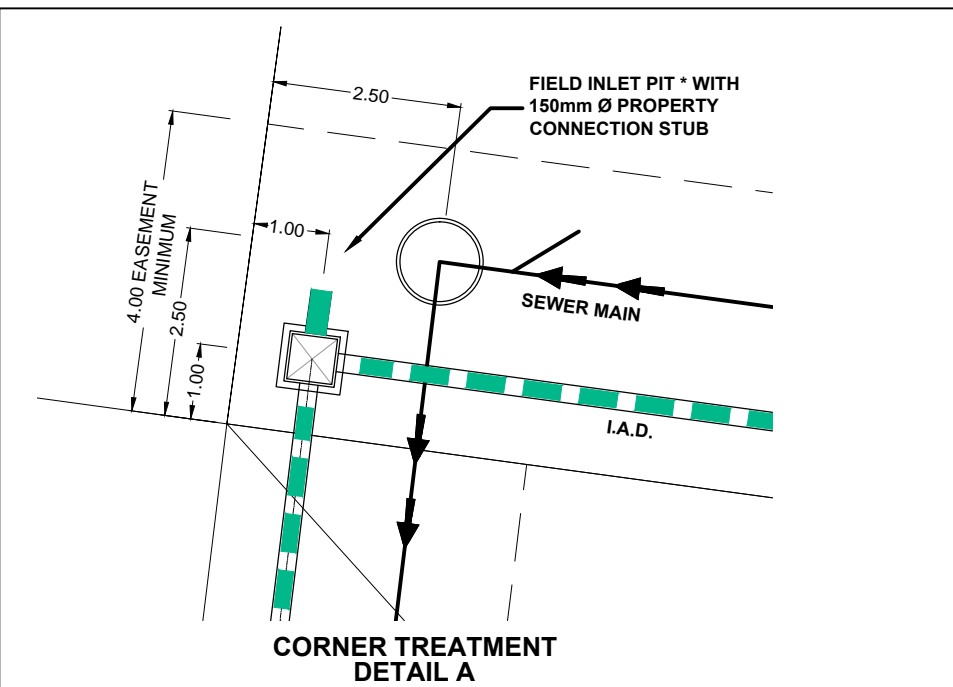 FIELD INLET PIT * WITH
150mm Ø PROPERTY
CONNECTION STUB
2.50
1.00
4.00 EASEMENT
MINIMUM
2.50
1.00
SEWER MAIN
I.A.D.
CORNER TREATMENT
DETAIL A